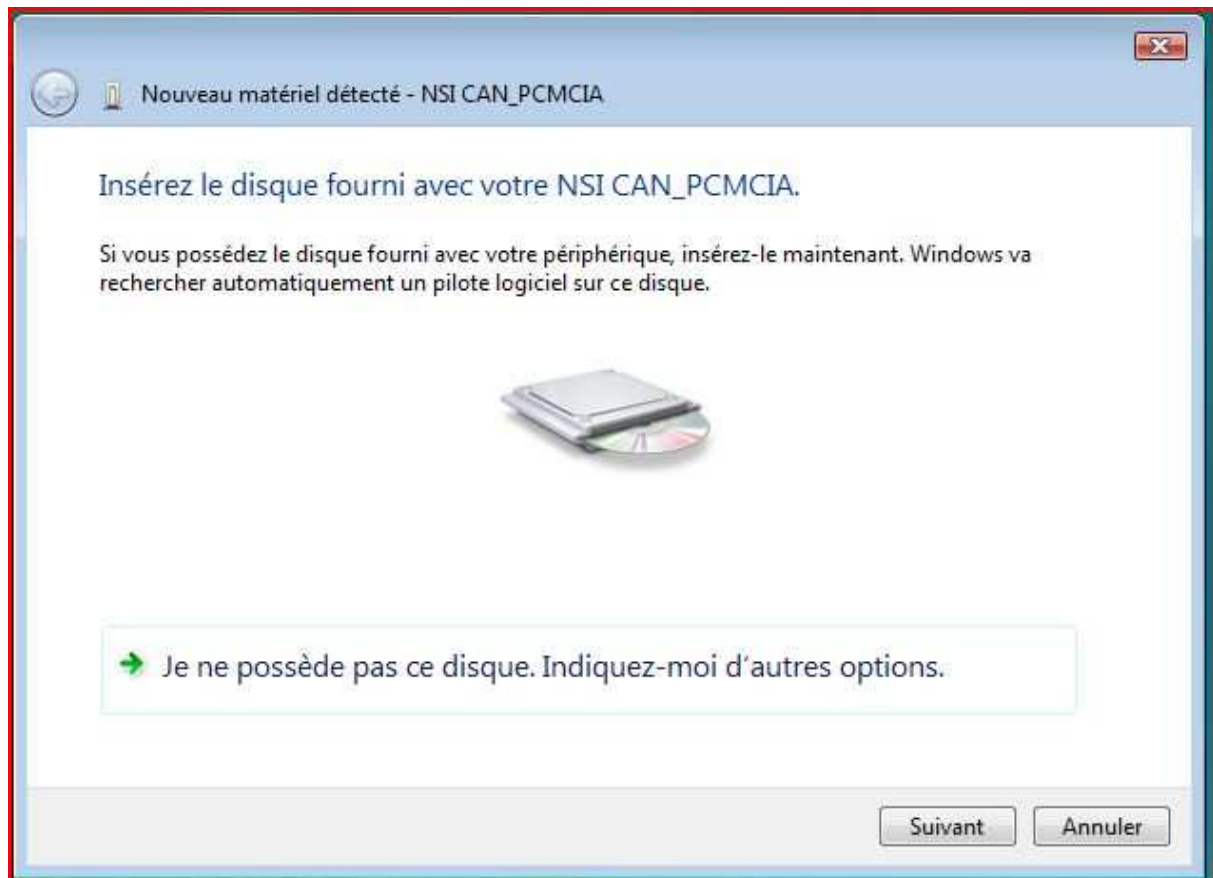 Nouveau matériel détecté - NSI CAN_PCMCIA
Insérez le disque fourni avec votre NSI CAN_PCMCIA.
Si vous possédez le disque fourni avec votre périphérique, insérez-le maintenant. Windows va
rechercher automatiquement un pilote logiciel sur ce disque.
Je ne possède pas ce disque. Indiquez-moi d'autres options.
Suivant
Annuler